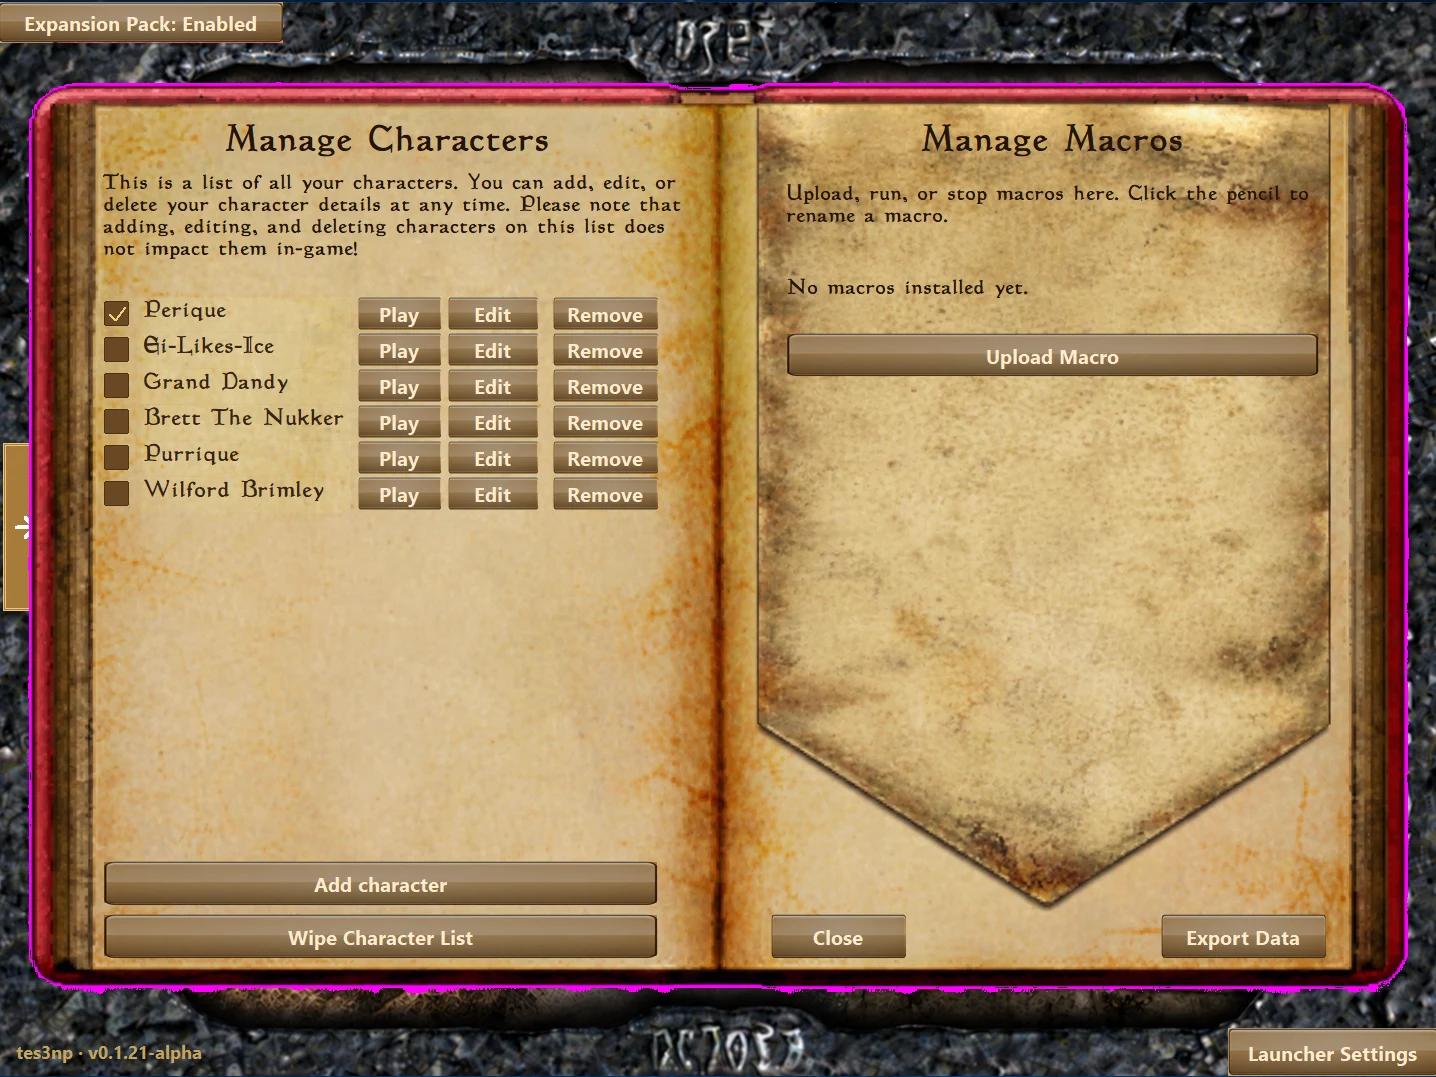 Expansion Pack: Enabled
Manage Characters
This is a list of all your characters. You can add, edit, or
delete your character details at any time. Please note that
adding, editing, and deleting characters on this list does
not impact them in-game!
Perique Play Edit Remove
Ei-Likes-Ice Play Edit Remove
Grand Dandy Play Edit Remove
Brett The Nukker Play Edit Remove
Purrique Play Edit Remove
Wilford Brimley Play Edit Remove
Add character
Wipe Character List
Manage Macros
Upload, run, or stop macros here. Click the pencil to
rename a macro.
No macros installed yet.
Upload Macro
Close
Export Data
tes3np · v0.1.21-alpha
Launcher Settings